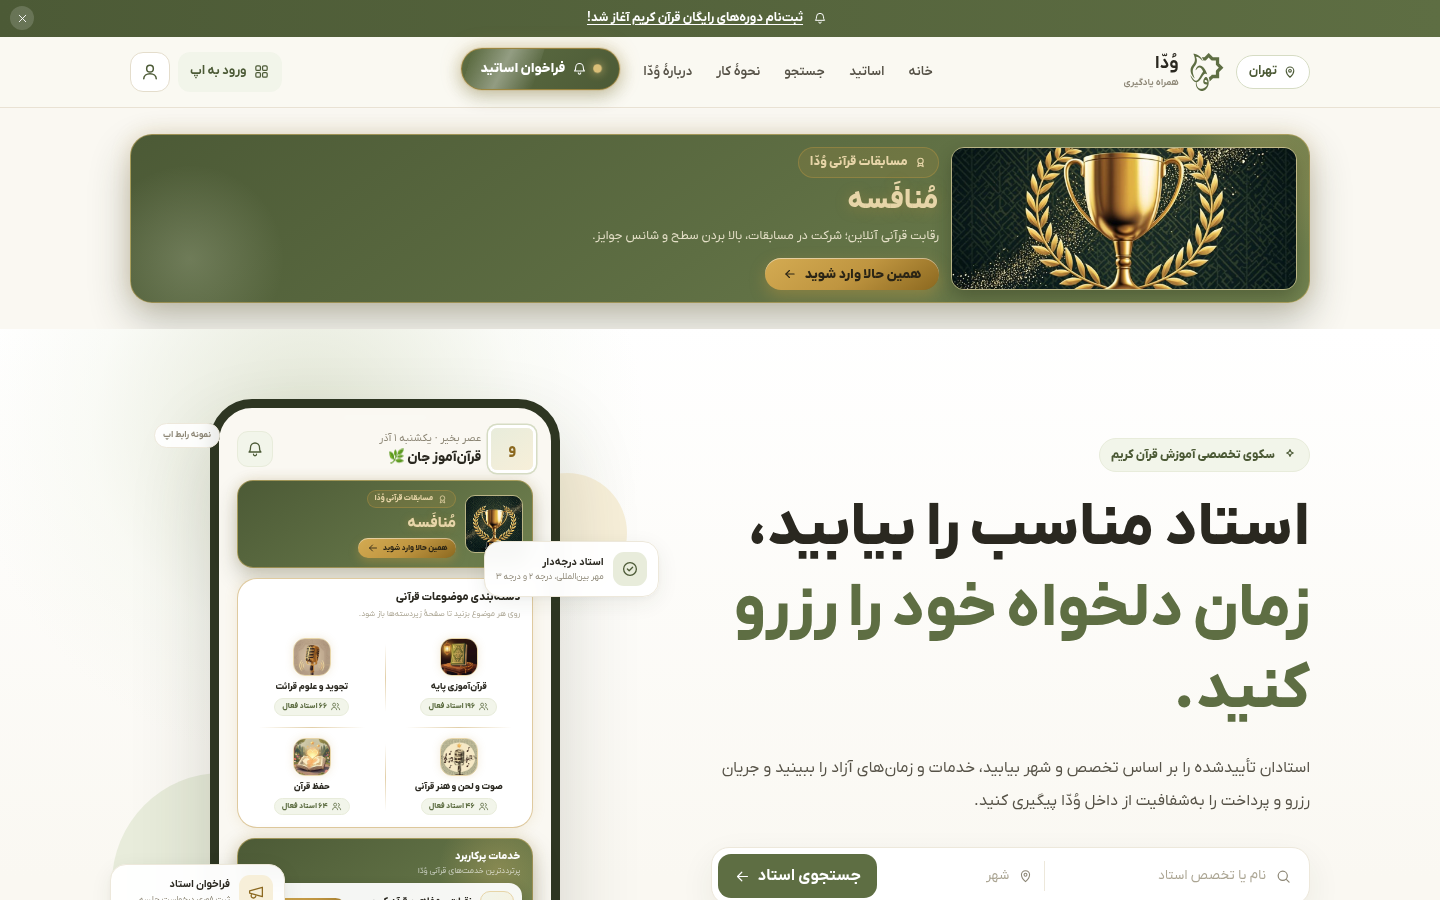 ثبت‌نام دوره‌های رایگان قرآن کریم آغاز شد!
تهران
وُدّا
همراه یادگیری
خانه
اساتید
جستجو
نحوهٔ کار
دربارهٔ وُدّا
فراخوان اساتید
ورود به اپ
مسابقات قرآنی وُدّا
مُنافَسه
رقابت قرآنی آنلاین؛ شرکت در مسابقات، بالا بردن سطح و شانس جوایز.
همین حالا وارد شوید
سکوی تخصصی آموزش قرآن کریم
استاد مناسب را بیابید،
زمان دلخواه خود را رزرو
کنید.
استادان تأییدشده را بر اساس تخصص و شهر بیابید، خدمات و زمان‌های آزاد را ببینید و جریان
رزرو و پرداخت را به‌شفافیت از داخل وُدّا پیگیری کنید.
نام یا تخصص استاد
شهر
جستجوی استاد
نمونه رابط اپ
و
عصر بخیر · یکشنبه ۱ آذر
قرآن‌آموز جان
مسابقات قرآنی وُدّا
مُنافَسه
همین حالا وارد شوید
استاد درجه‌دار
مهر بین‌المللی، درجه ۲ و درجه ۳
دسته‌بندی موضوعات قرآنی
روی هر موضوع بزنید تا صفحهٔ زیردسته‌ها باز شود.
قرآن‌آموزی پایه
۱۹۶ استاد فعال
تجوید و علوم قرائت
۶۶ استاد فعال
صوت و لحن و هنر قرآنی
۴۶ استاد فعال
حفظ قرآن
۶۴ استاد فعال
خدمات پرکاربرد
پرترددترین خدمت‌های قرآنی وُدّا
فراخوان استاد